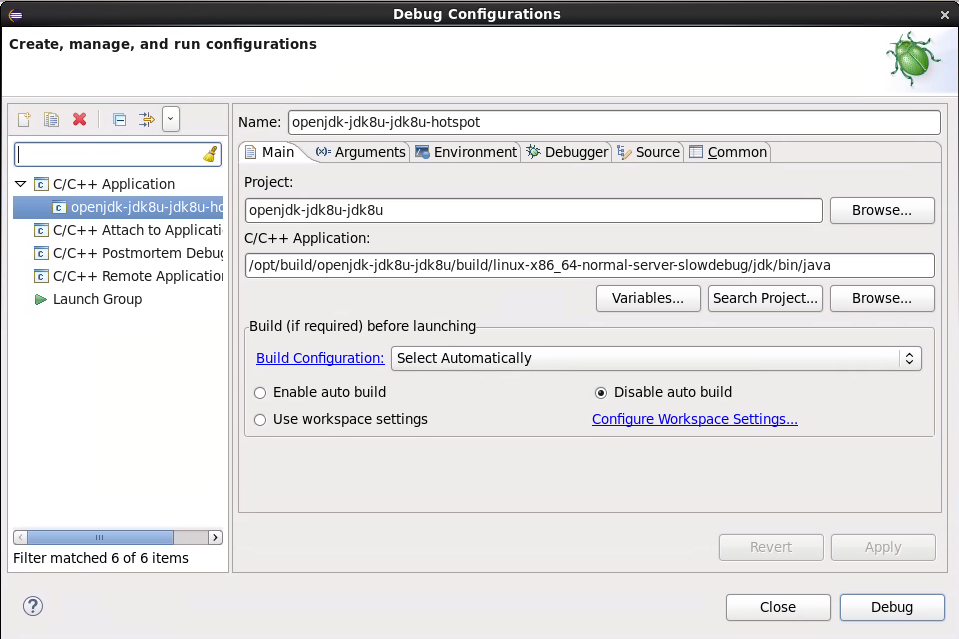 Debug Configurations
Create, manage, and run configurations
Name: openjdk-jdk8u-jdk8u-hotspot
Main (x)= Arguments Environment Debugger Source Common
C/C++ Application
openjdk-jdk8u-jdk8u-ho
C/C++ Attach to Applicati
C/C++ Postmortem Debug
C/C++ Remote Application
Launch Group
Filter matched 6 of 6 items
Project:
openjdk-jdk8u-jdk8u Browse...
C/C++ Application:
/opt/build/openjdk-jdk8u-jdk8u/build/linux-x86_64-normal-server-slowdebug/jdk/bin/java
Variables... Search Project... Browse...
Build (if required) before launching
Build Configuration: Select Automatically
Enable auto build Disable auto build
Use workspace settings Configure Workspace Settings...
Revert Apply
? Close Debug